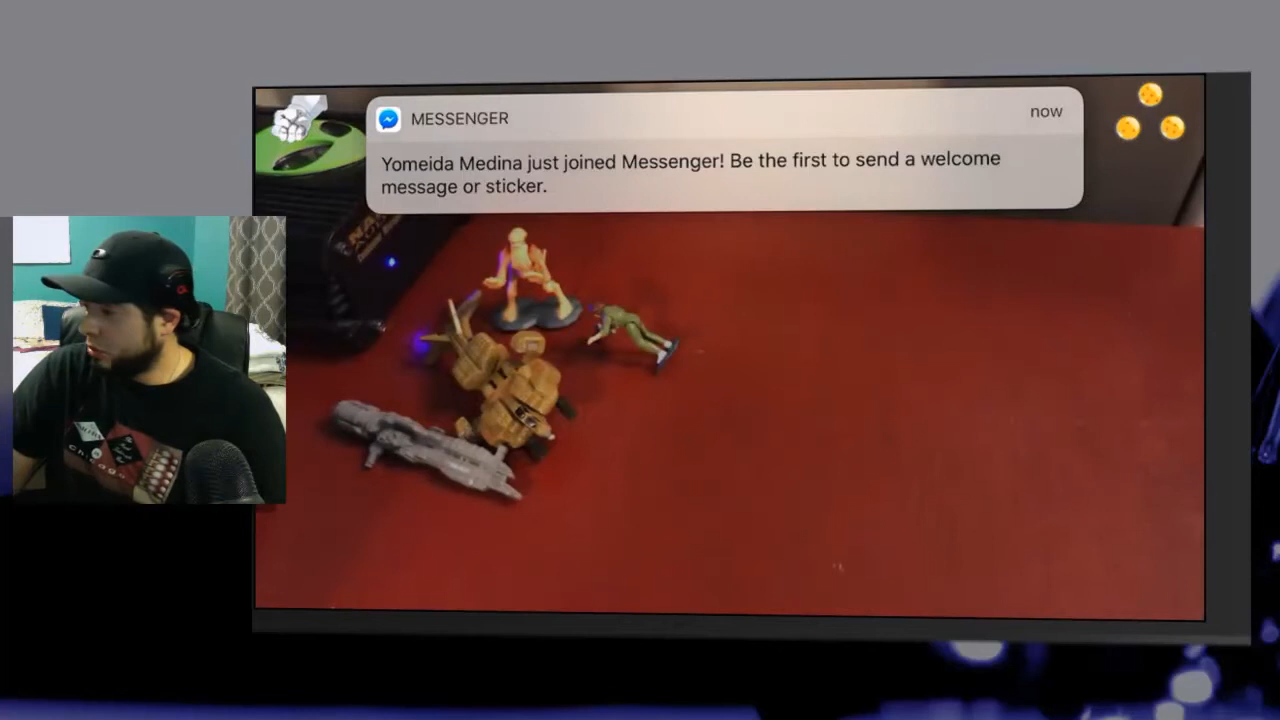 MESSENGER
now
Yomeida Medina just joined Messenger! Be the first to send a welcome
message or sticker.